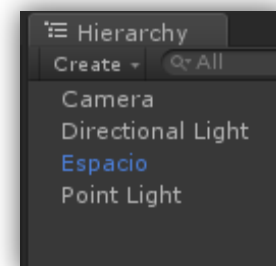 Hierarchy
Create All
Camera
Directional Light
Espacio
Point Light